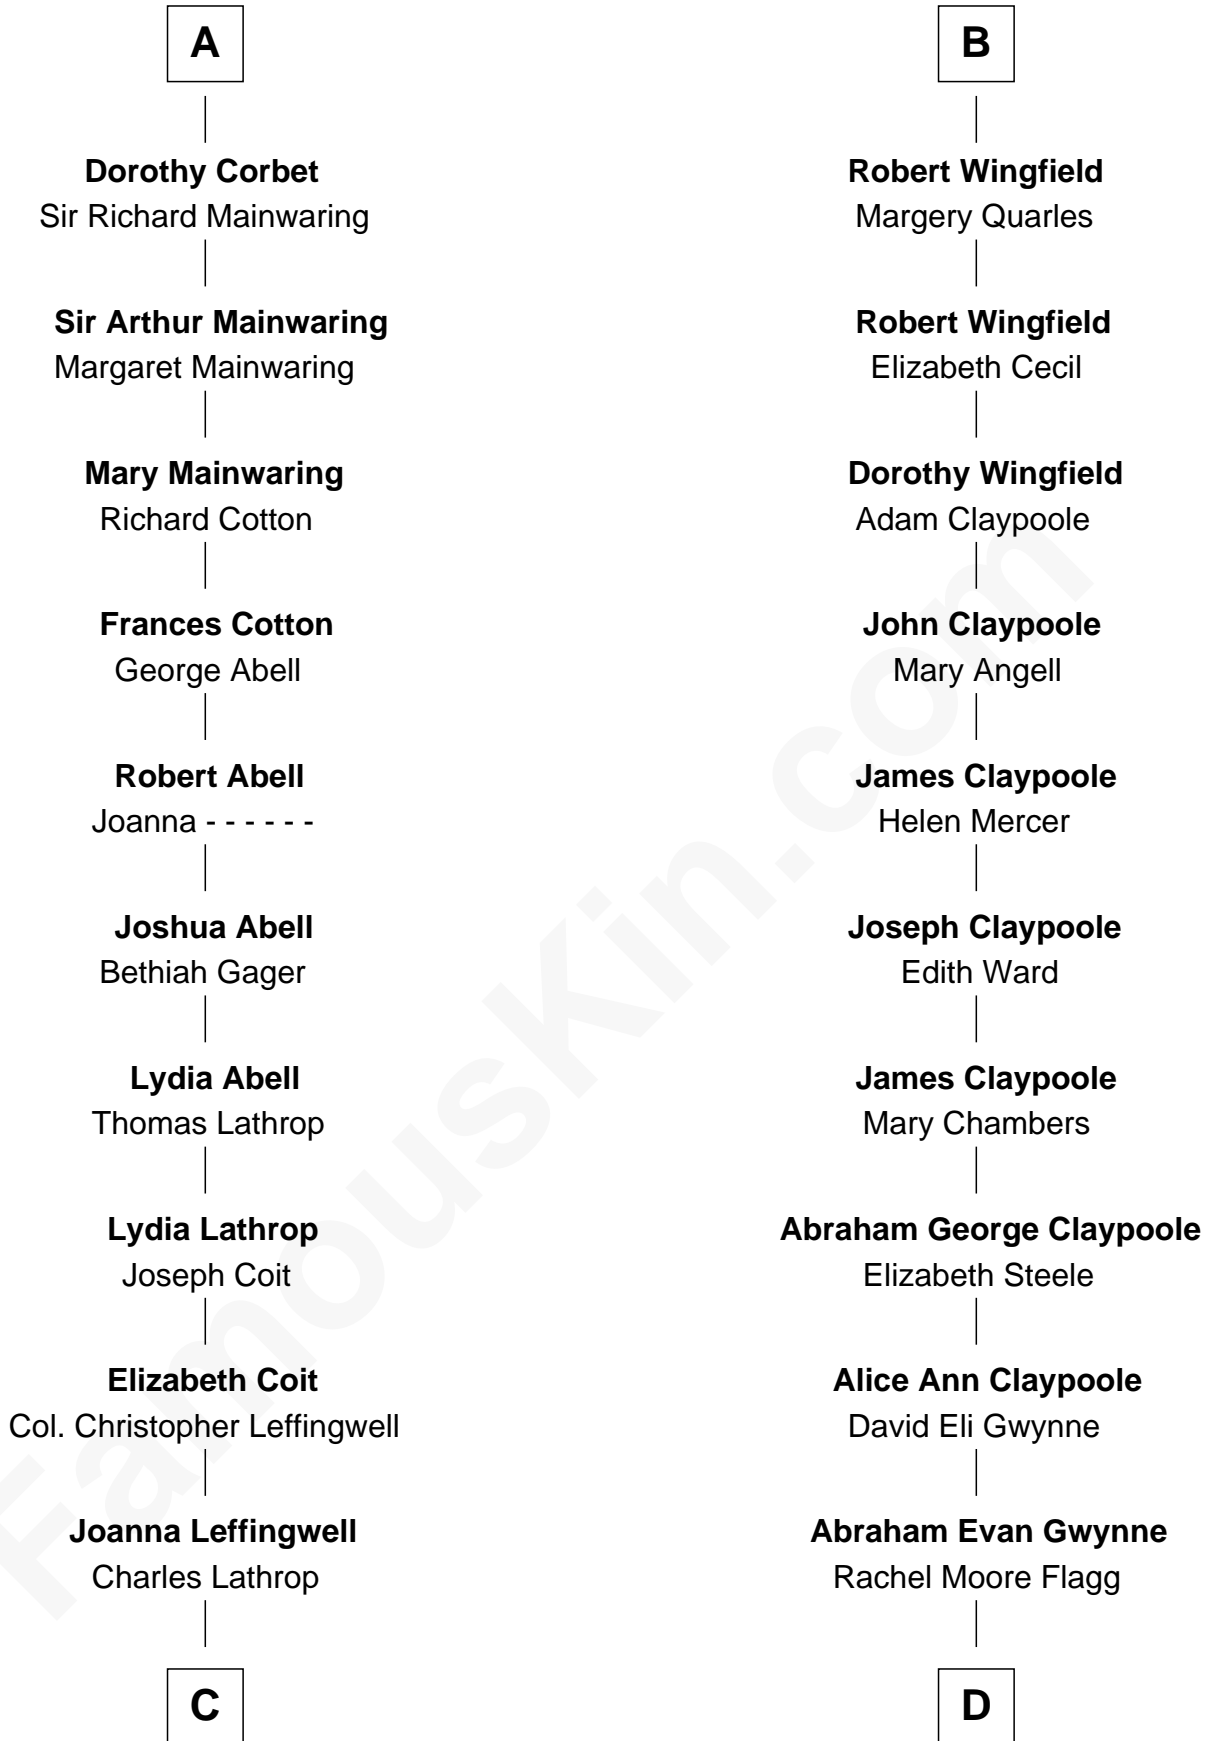 A
Dorothy Corbet
Sir Richard Mainwaring
Sir Arthur Mainwaring
Margaret Mainwaring
Mary Mainwaring
Richard Cotton
Frances Cotton
George Abell
Robert Abell
Joanna - - - - - -
Joshua Abell
Bethiah Gager
Lydia Abell
Thomas Lathrop
Lydia Lathrop
Joseph Coit
Elizabeth Coit
Col. Christopher Leffingwell
Joanna Leffingwell
Charles Lathrop
C
B
Robert Wingfield
Margery Quarles
Robert Wingfield
Elizabeth Cecil
Dorothy Wingfield
Adam Claypoole
John Claypoole
Mary Angell
James Claypoole
Helen Mercer
Joseph Claypoole
Edith Ward
James Claypoole
Mary Chambers
Abraham George Claypoole
Elizabeth Steele
Alice Ann Claypoole
David Eli Gwynne
Abraham Evan Gwynne
Rachel Moore Flagg
D
FamousKin.com